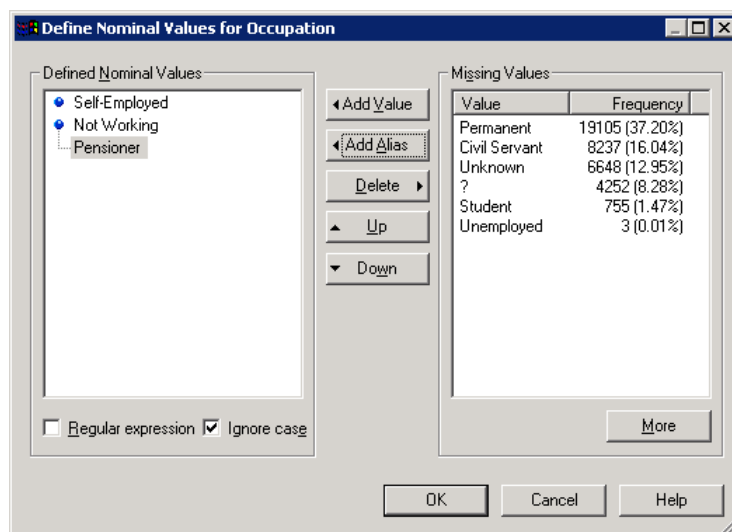 Define Nominal Values for Occupation
Defined Nominal Values
Self-Employed
Not Working
Pensioner
Regular expression Ignore case
Add Value
Add Alias
Delete
Up
Down
Missing Values
Value Frequency
Permanent 19105 (37.20%)
Civil Servant 8237 (16.04%)
Unknown 6648 (12.95%)
? 4252 (8.28%)
Student 755 (1.47%)
Unemployed 3 (0.01%)
More
OK Cancel Help